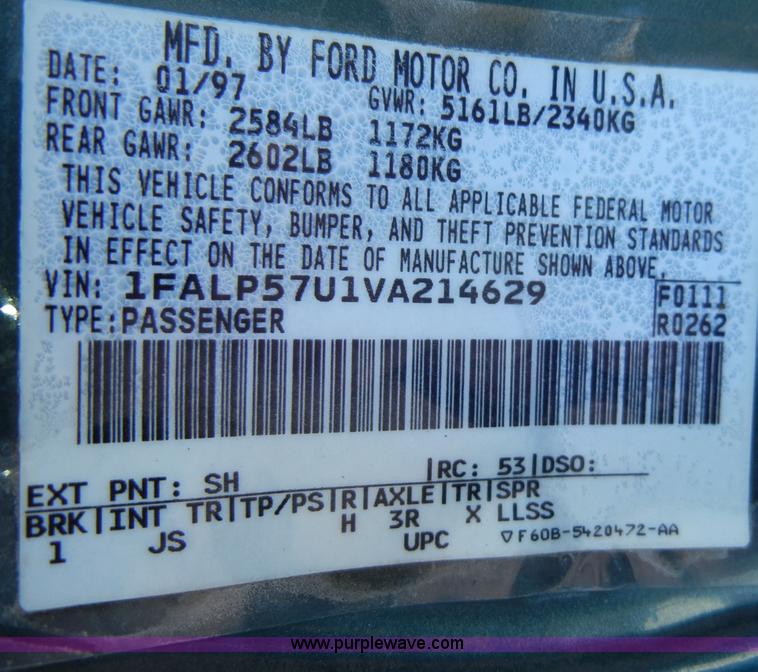 MFD. BY FORD MOTOR CO. IN U.S.A.
DATE: 01/97 GVWR: 5161LB/2340KG
FRONT GAWR: 2584LB 1172KG
REAR GAWR: 2602LB 1180KG
THIS VEHICLE CONFORMS TO ALL APPLICABLE FEDERAL MOTOR
VEHICLE SAFETY, BUMPER, AND THEFT PREVENTION STANDARDS
IN EFFECT ON THE DATE OF MANUFACTURE SHOWN ABOVE.
VIN: 1FALP57U1VA214629 F0111
TYPE:PASSENGER R0262
EXT PNT: SH |RC: 53|DSO:
BRK|INT TR|TP/PS|R|AXLE|TR|SPR
1 JS H 3R X LLSS
UPC ▽F60B-5420472-AA
www.purplewave.com